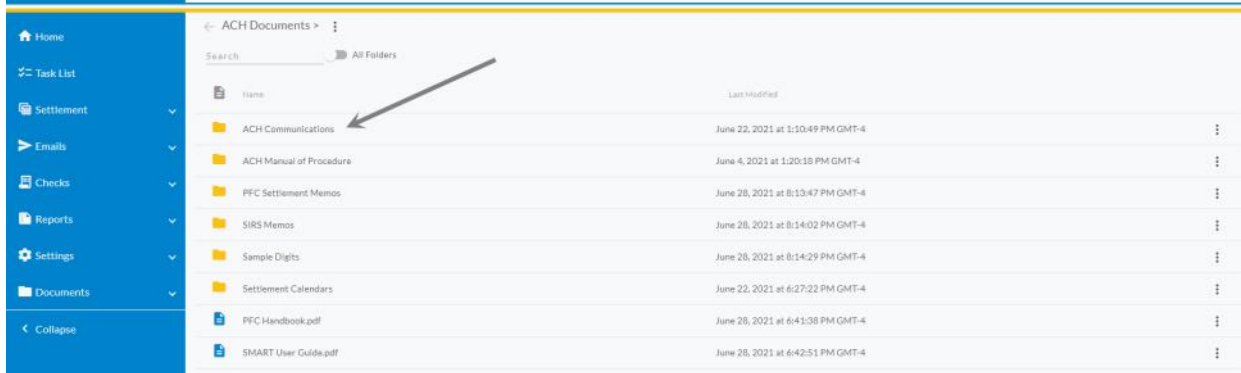 Home
Task List
Settlement
Emails
Checks
Reports
Settings
Documents
Collapse
ACH Documents >
Search All Folders
Name Last Modified
ACH Communications June 22, 2021 at 1:10:49 PM GMT-4
ACH Manual of Procedure June 4, 2021 at 1:20:18 PM GMT-4
PFC Settlement Memos June 28, 2021 at 8:13:47 PM GMT-4
SIRS Memos June 28, 2021 at 8:14:02 PM GMT-4
Sample Digits June 28, 2021 at 8:14:29 PM GMT-4
Settlement Calendars June 22, 2021 at 6:27:22 PM GMT-4
PFC Handbook.pdf June 28, 2021 at 6:41:38 PM GMT-4
SMART User Guide.pdf June 28, 2021 at 6:42:51 PM GMT-4